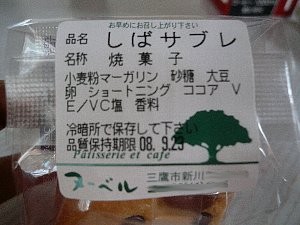 お早めにお召し上がり下さい
品名 しばサブレ
名称 焼菓子
小麦粉マーガリン 砂糖 大豆
卵 ショートニング ココア V
E/VC塩 香料
冷暗所で保存して下さい
品質保持期限 08.9.25
Pâtisserie et café
ヌーベル
三鷹市新川